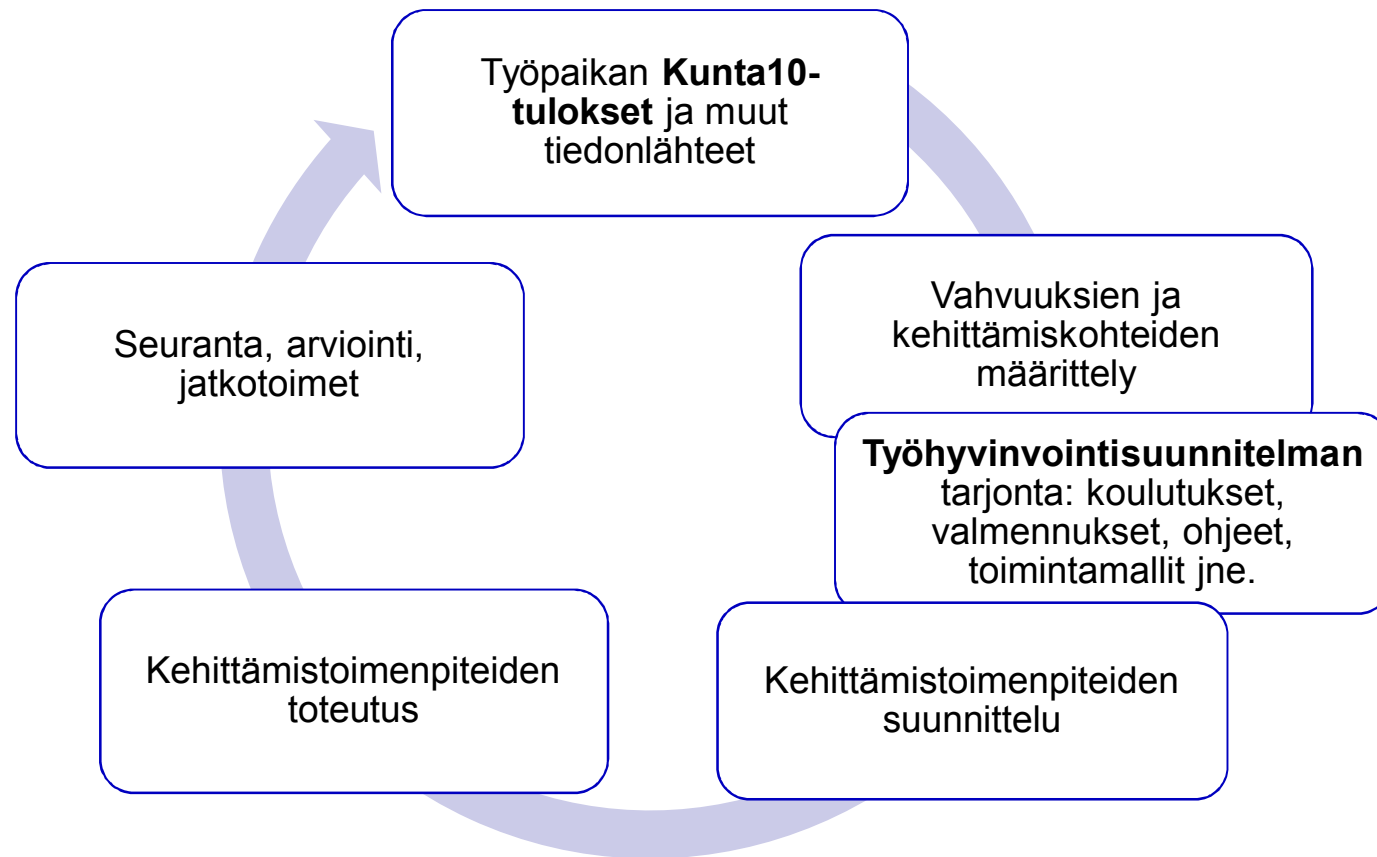 Työpaikan Kunta10-
tulokset ja muut
tiedonlähteet
Vahvuuksien ja
kehittämiskohteiden
määrittely
Työhyvinvointisuunnitelman
tarjonta: koulutukset,
valmennukset, ohjeet,
toimintamallit jne.
Kehittämistoimenpiteiden
suunnittelu
Kehittämistoimenpiteiden
toteutus
Seuranta, arviointi,
jatkotoimet